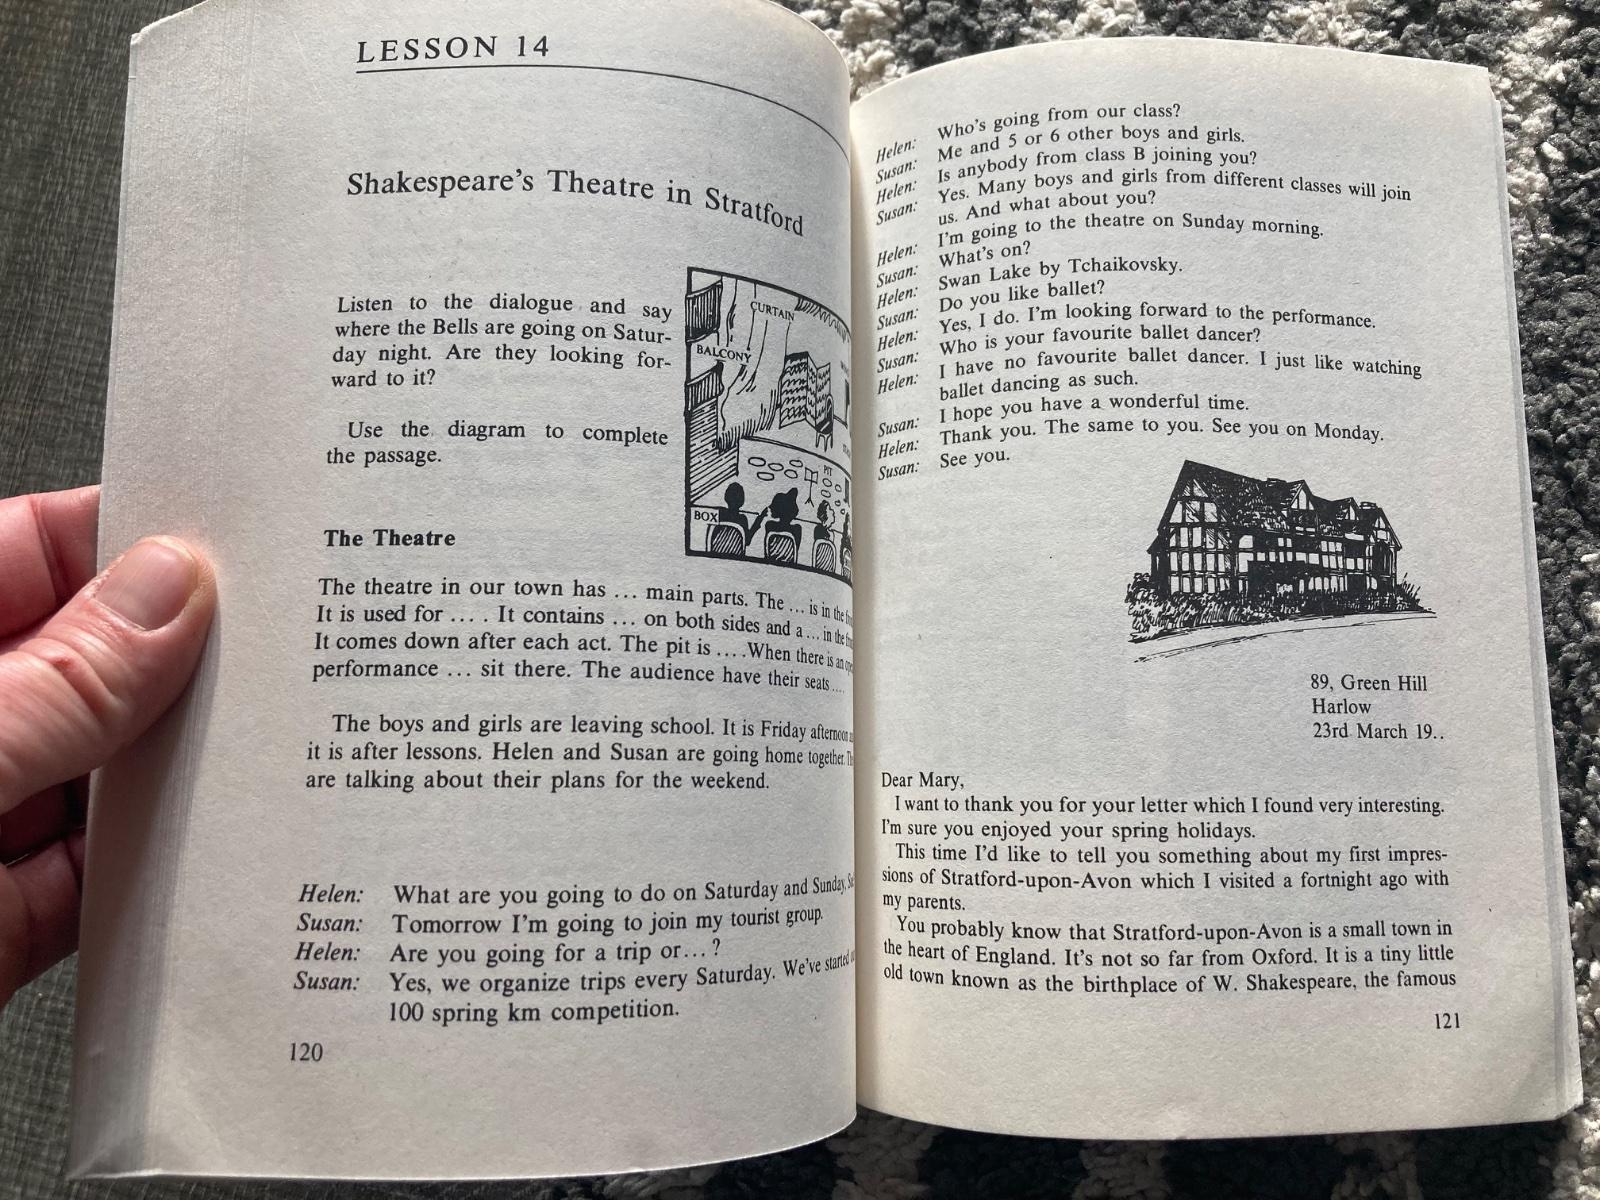 LESSON 14
Shakespeare's Theatre in Stratford
Listen to the dialogue and say
where the Bells are going on Satur-
day night. Are they looking for-
ward to it?
Use the diagram to complete
the passage.
CURTAIN
BALCONY
PIT
BOX
The Theatre
The theatre in our town has ... main parts. The ... is in the
It is used for .... It contains ... on both sides and a ... in the
It comes down after each act. The pit is .... When there is an
performance ... sit there. The audience have their seats ....
The boys and girls are leaving school. It is Friday afternoon
it is after lessons. Helen and Susan are going home together.
are talking about their plans for the weekend.
Helen: What are you going to do on Saturday and Sunday,
Susan: Tomorrow I'm going to join my tourist group.
Helen: Are you going for a trip or...?
Susan: Yes, we organize trips every Saturday. We've started
100 spring km competition.
120
Who's going from our class?
Helen: Me and 5 or 6 other boys and girls.
Susan: Is anybody from class B joining you?
Helen: Yes. Many boys and girls from different classes will join
Susan: us. And what about you?
I'm going to the theatre on Sunday morning.
Helen: What's on?
Susan: Swan Lake by Tchaikovsky.
Helen: Do you like ballet?
Susan: Yes, I do. I'm looking forward to the performance.
Helen: Who is your favourite ballet dancer?
Susan: I have no favourite ballet dancer. I just like watching
Helen: ballet dancing as such.
I hope you have a wonderful time.
Susan: Thank you. The same to you. See you on Monday.
Helen: See you.
Susan:
89, Green Hill
Harlow
23rd March 19..
Dear Mary,
I want to thank you for your letter which I found very interesting.
I'm sure you enjoyed your spring holidays.
This time I'd like to tell you something about my first impres-
sions of Stratford-upon-Avon which I visited a fortnight ago with
my parents.
You probably know that Stratford-upon-Avon is a small town in
the heart of England. It's not so far from Oxford. It is a tiny little
old town known as the birthplace of W. Shakespeare, the famous
121